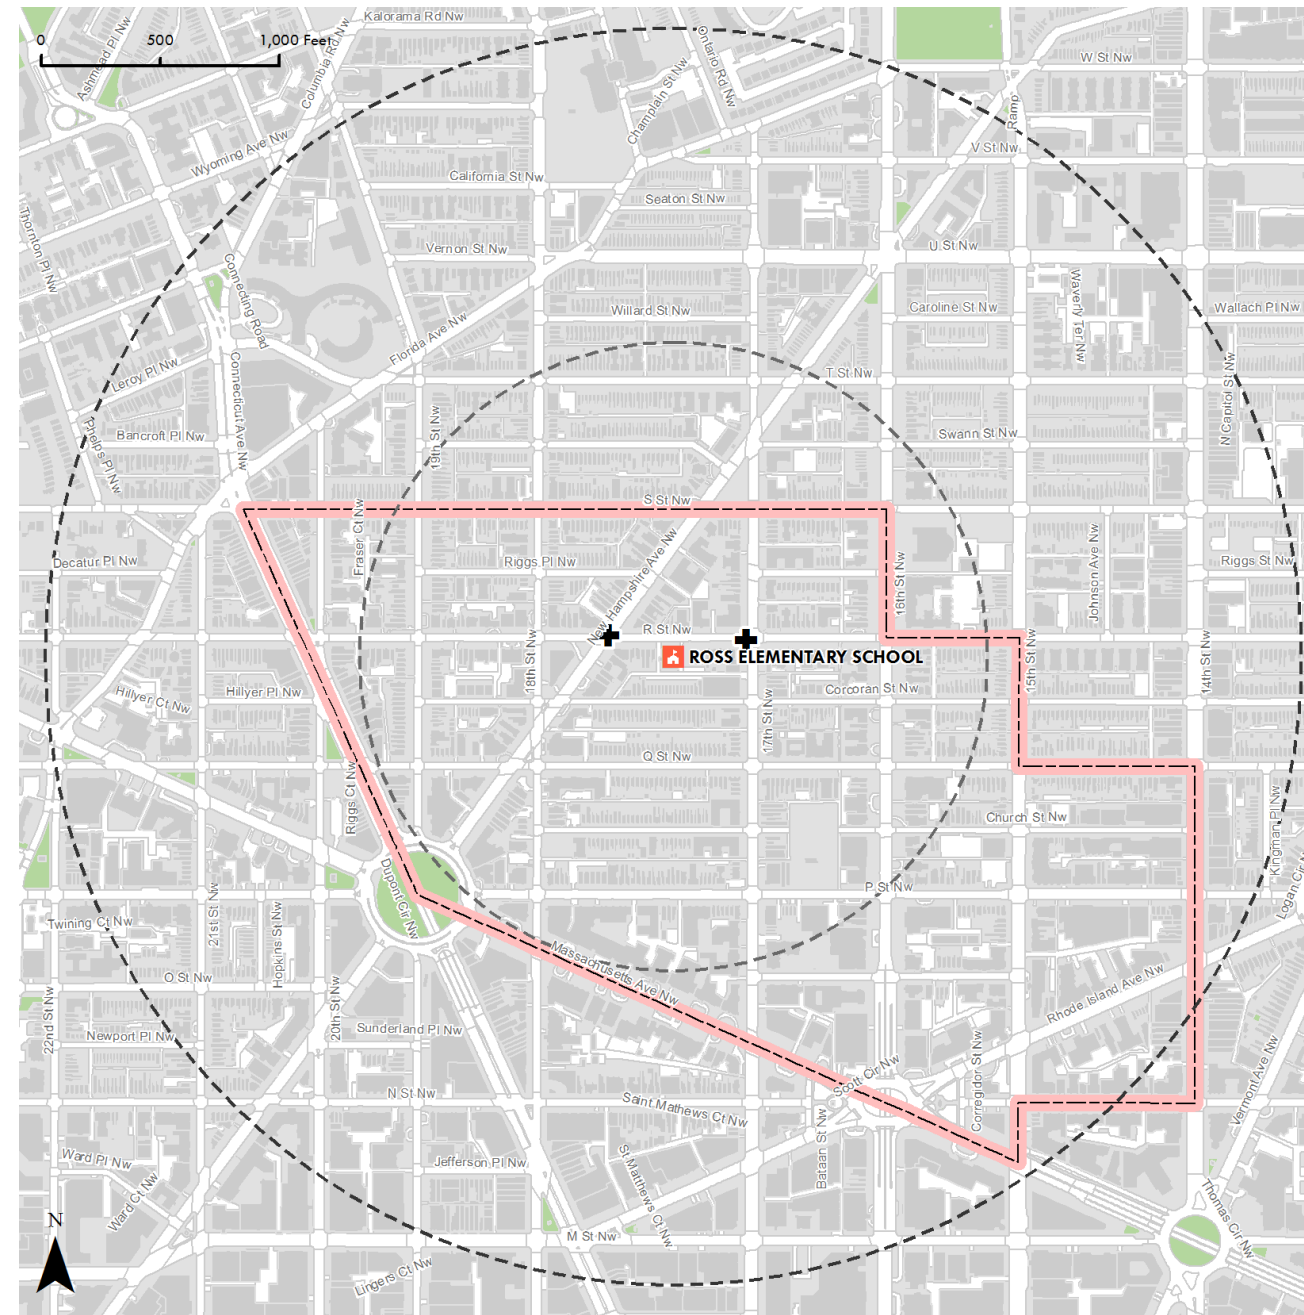 Kalorama Rd Nw
0 500 1,000 Feet
Ashmead Pl Nw
Columbia Rd Nw
Ontario Rd Nw
Champlain St Nw
W St Nw
Ramp
V St Nw
Wyoming Ave Nw
California St Nw
Seaton St Nw
Thornton Pl Nw
Vernon St Nw
U St Nw
Connecting Road
Waverly Ter Nw
Willard St Nw
Caroline St Nw
Wallach Pl Nw
Florida Ave Nw
Leroy Pl Nw
Connecticut Ave Nw
T St Nw
N Capitol St Nw
19th St Nw
Phelps Pl Nw
Bancroft Pl Nw
Swann St Nw
S St Nw
Fraser Ct Nw
New Hampshire Ave Nw
Decatur Pl Nw
Riggs Pl Nw
16th St Nw
Johnson Ave Nw
Riggs St Nw
R St Nw
ROSS ELEMENTARY SCHOOL
18th St Nw
15th St Nw
14th St Nw
Hillyer Ct Nw
Hillyer Pl Nw
Corcoran St Nw
17th St Nw
Q St Nw
Riggs Ct Nw
Church St Nw
Kingman Pl Nw
Dupont Cir Nw
P St Nw
Logan Cir N
Twining Ct Nw
21st St Nw
Hopkins St Nw
Massachusetts Ave Nw
O St Nw
Rhode Island Ave Nw
22nd St Nw
20th St Nw
Sunderland Pl Nw
Newport Pl Nw
Corregidor St Nw
Scott Cir Nw
Vermont Ave Nw
N St Nw
Saint Mathews Ct Nw
Bataan St Nw
Ward Pl Nw
Jefferson Pl Nw
St Matthews Ct Nw
Ward Ct Nw
Thomas Cir Nw
N
M St Nw
Lingers Ct Nw